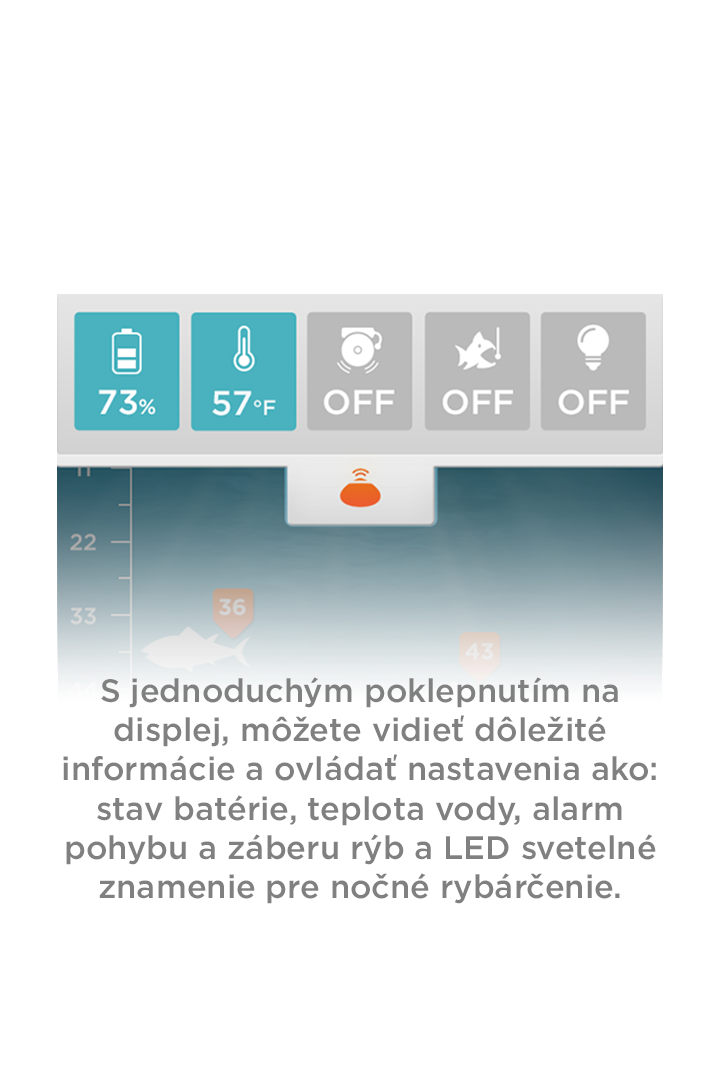 73%
57°F
OFF
OFF
OFF
11
22
36
33
43
S jednoduchým poklepnutím na
displej, môžete vidieť dôležité
informácie a ovládať nastavenia ako:
stav batérie, teplota vody, alarm
pohybu a záberu rýb a LED svetelné
znamenie pre nočné rybárčenie.